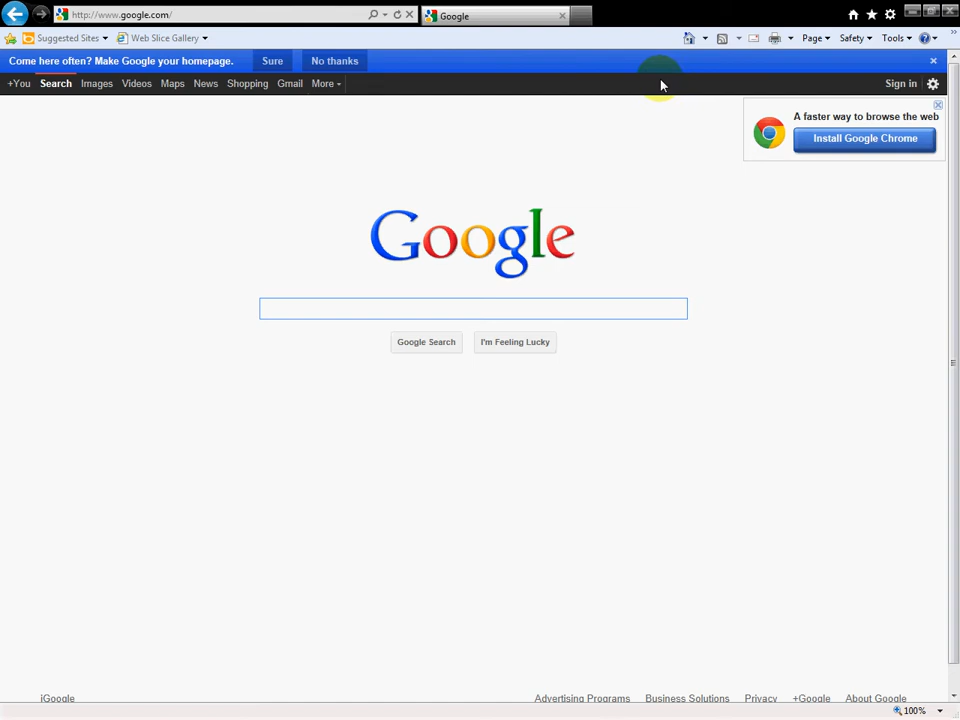 http://www.google.com/
Google
Suggested Sites
Web Slice Gallery
Page
Safety
Tools
»
Come here often? Make Google your homepage.
Sure
No thanks
+You Search Images Videos Maps News Shopping Gmail More
Sign in
A faster way to browse the web
Install Google Chrome
Google
Google Search
I'm Feeling Lucky
iGoogle
Advertising Programs Business Solutions Privacy +Google About Google
100%